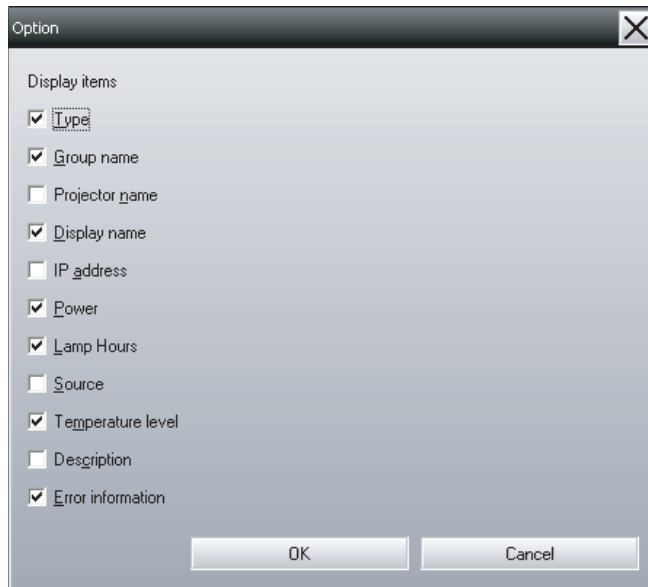 Option
Display items
Type
Group name
Projector name
Display name
IP address
Power
Lamp Hours
Source
Temperature level
Description
Error information
OK Cancel